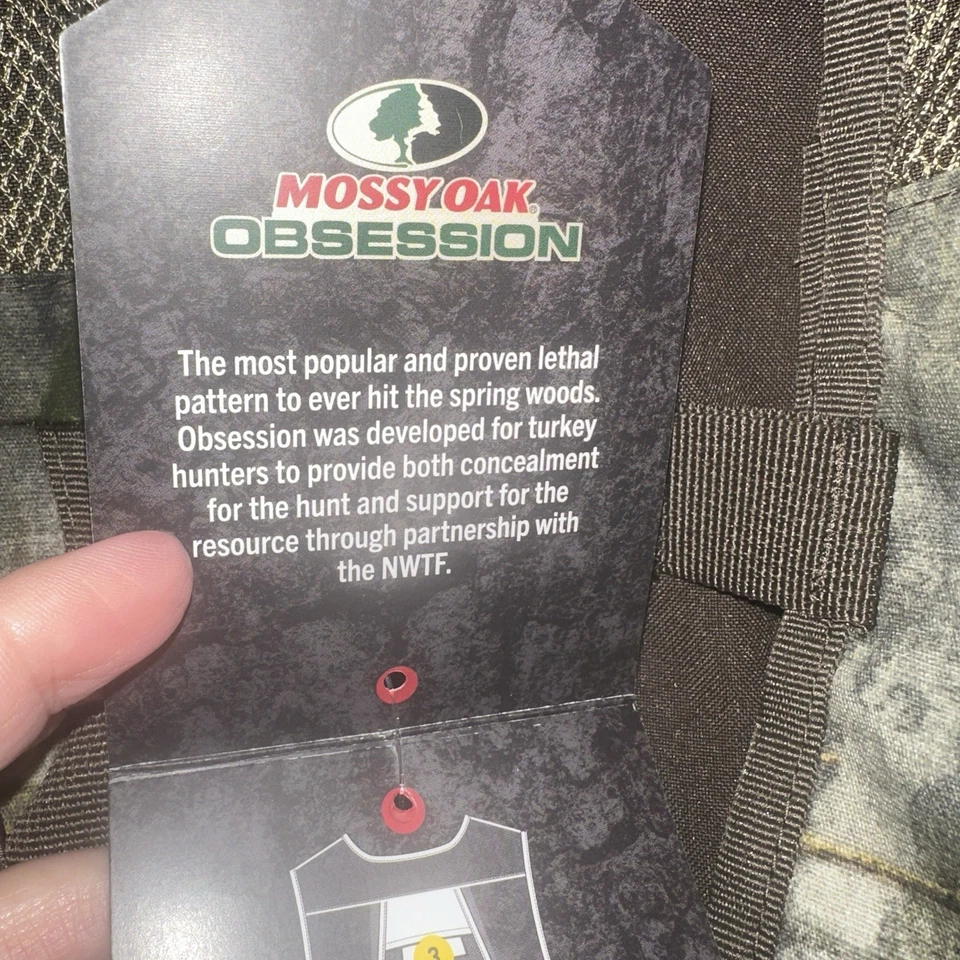 MOSSY OAK®
OBSESSION
The most popular and proven lethal
pattern to ever hit the spring woods.
Obsession was developed for turkey
hunters to provide both concealment
for the hunt and support for the
resource through partnership with
the NWTF.
3